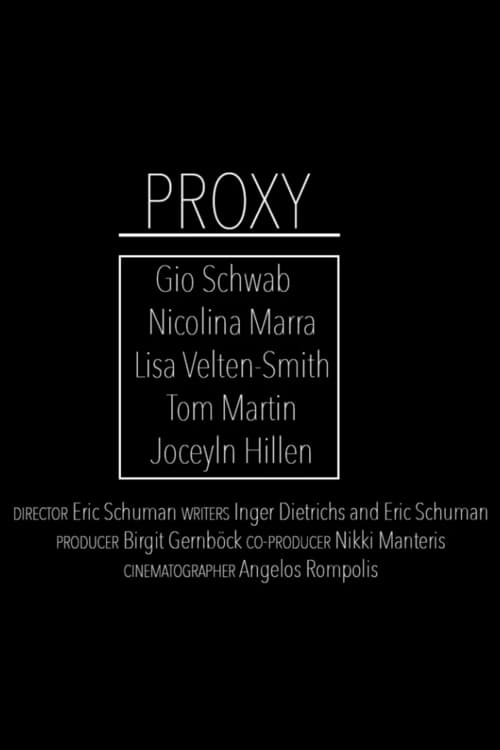 PROXY
Gio Schwab
Nicolina Marra
Lisa Velten-Smith
Tom Martin
Joceyln Hillen
DIRECTOR Eric Schuman WRITERS Inger Dietrichs and Eric Schuman
PRODUCER Birgit Gernböck CO-PRODUCER Nikki Manteris
CINEMATOGRAPHER Angelos Rompolis